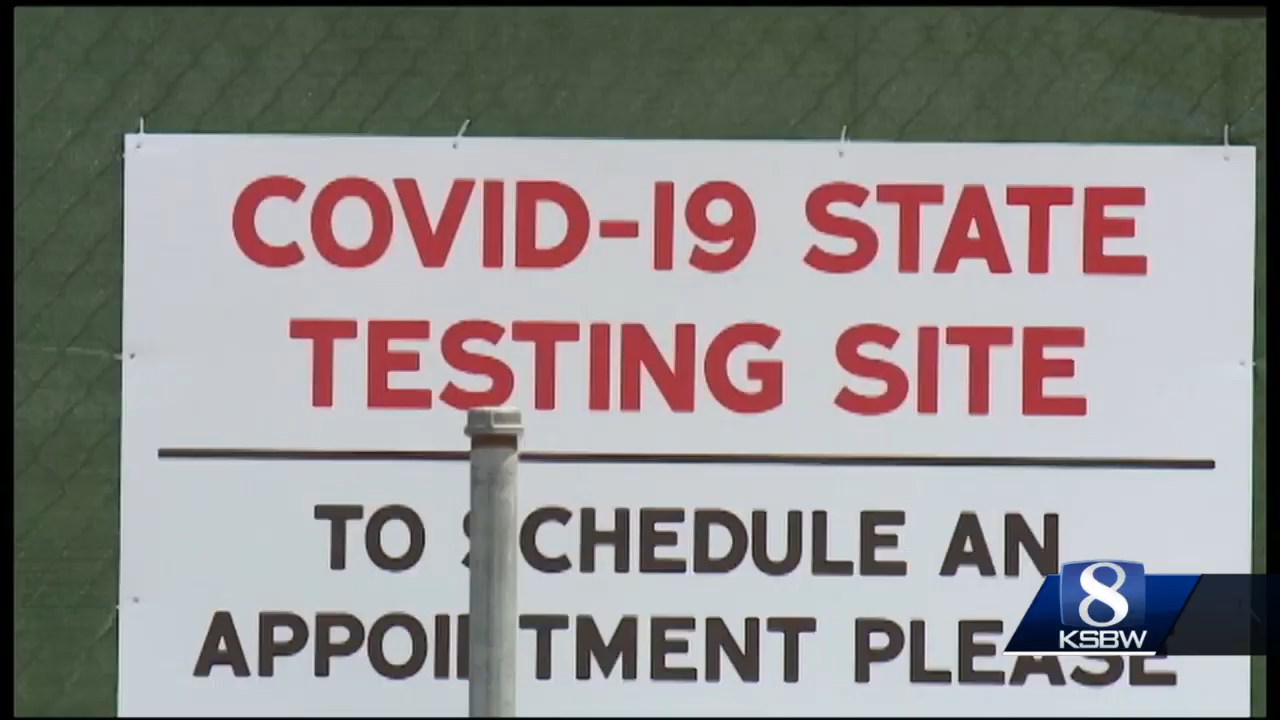 COVID-19 STATE
TESTING SITE
TO SCHEDULE AN
APPOINTMENT PLEASE
8
KSBW